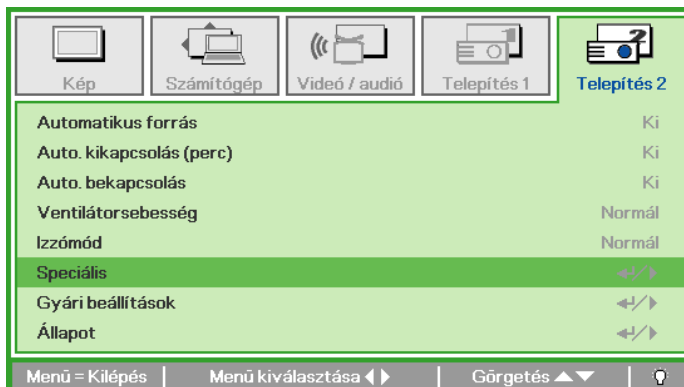 Kép
Számítógép
Videó / audió
Telepítés 1
Telepítés 2
Automatikus forrás Ki
Auto. kikapcsolás (perc) Ki
Auto. bekapcsolás Ki
Ventilátorsebesség Normál
Izzómód Normál
Speciális
Gyári beállítások
Állapot
Menü = Kilépés | Menü kiválasztása | Görgetés